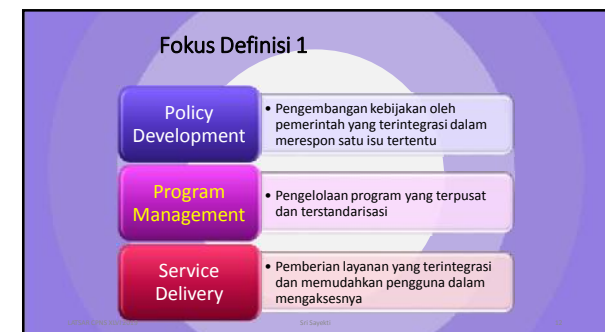 Fokus Definisi 1
Policy
Development
• Pengembangan kebijakan oleh
pemerintah yang terintegrasi dalam
merespon satu isu tertentu
Program
Management
• Pengelolaan program yang terpusat
dan terstandarisasi
Service
Delivery
• Pemberian layanan yang terintegrasi
dan memudahkan pengguna dalam
mengaksesnya
Sri Sayekti